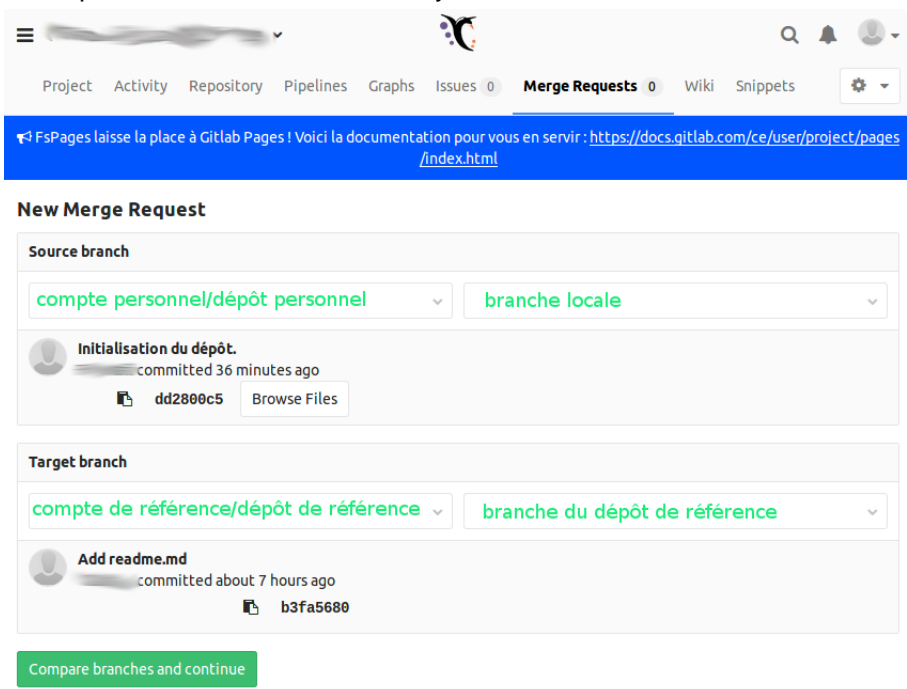 Project Activity Repository Pipelines Graphs Issues 0 Merge Requests 0 Wiki Snippets
FsPages laisse la place à Gitlab Pages ! Voici la documentation pour vous en servir : https://docs.gitlab.com/ce/user/project/pages
/index.html
New Merge Request
Source branch
compte personnel/dépôt personnel branche locale
Initialisation du dépôt.
committed 36 minutes ago
dd2800c5 Browse Files
Target branch
compte de référence/dépôt de référence branche du dépôt de référence
Add readme.md
committed about 7 hours ago
b3fa5680
Compare branches and continue